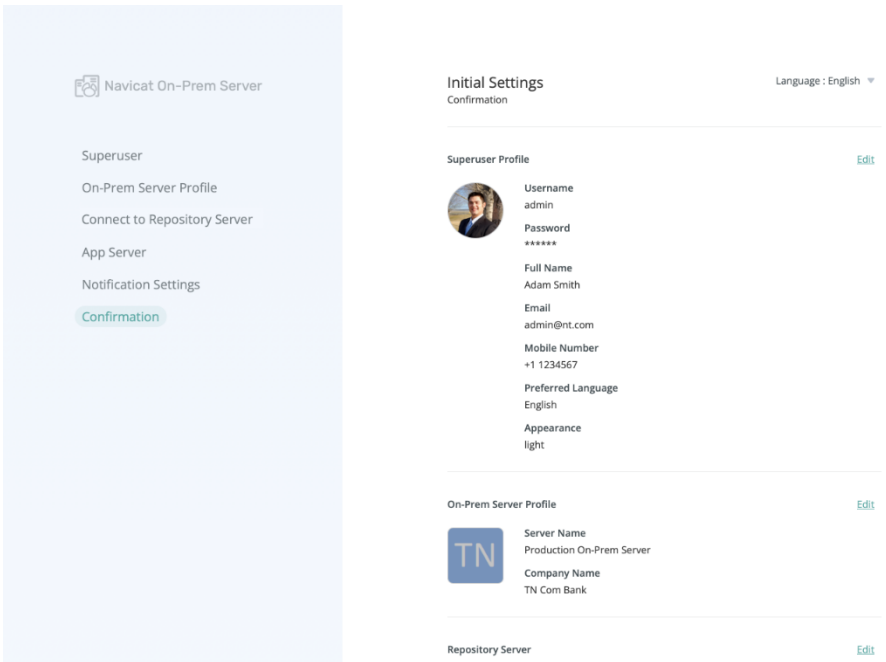 Navicat On-Prem Server
Superuser
On-Prem Server Profile
Connect to Repository Server
App Server
Notification Settings
Confirmation
Initial Settings
Language : English
Confirmation
Superuser Profile
Edit
Username
admin
Password
******
Full Name
Adam Smith
Email
admin@nt.com
Mobile Number
+1 1234567
Preferred Language
English
Appearance
light
On-Prem Server Profile
Edit
TN
Server Name
Production On-Prem Server
Company Name
TN Com Bank
Repository Server
Edit